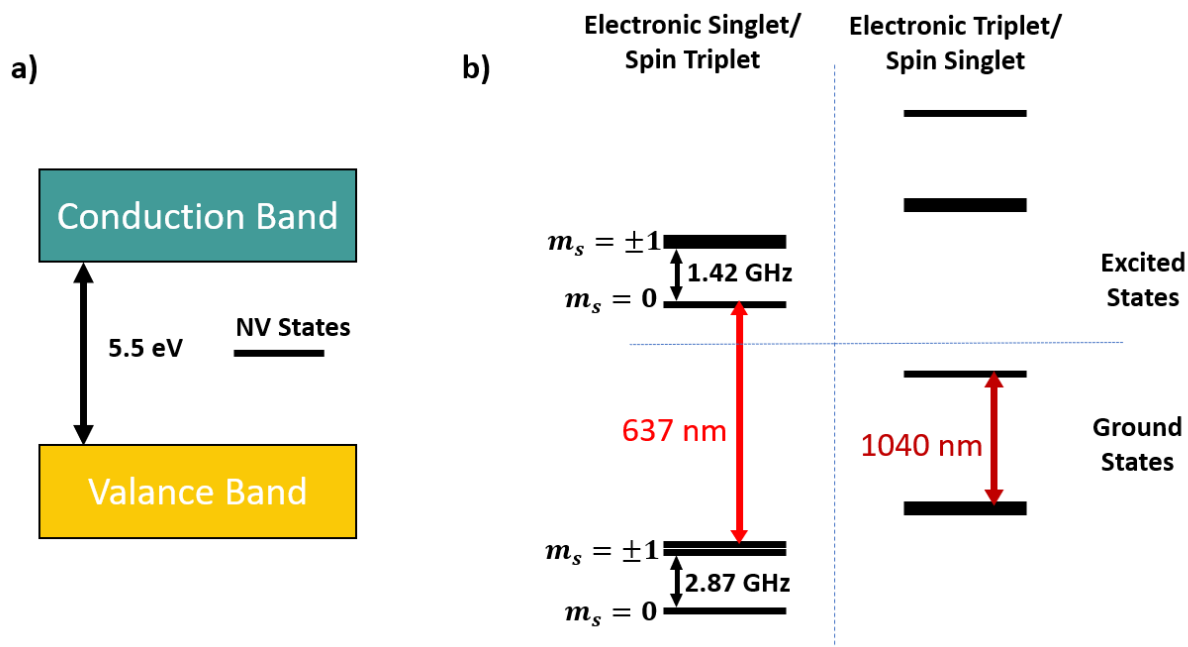 a)
Conduction Band
5.5 eV
NV States
Valance Band
b)
Electronic Singlet/
Spin Triplet
Electronic Triplet/
Spin Singlet
m_s = ±1
1.42 GHz
m_s = 0
Excited
States
637 nm
1040 nm
Ground
States
m_s = ±1
2.87 GHz
m_s = 0